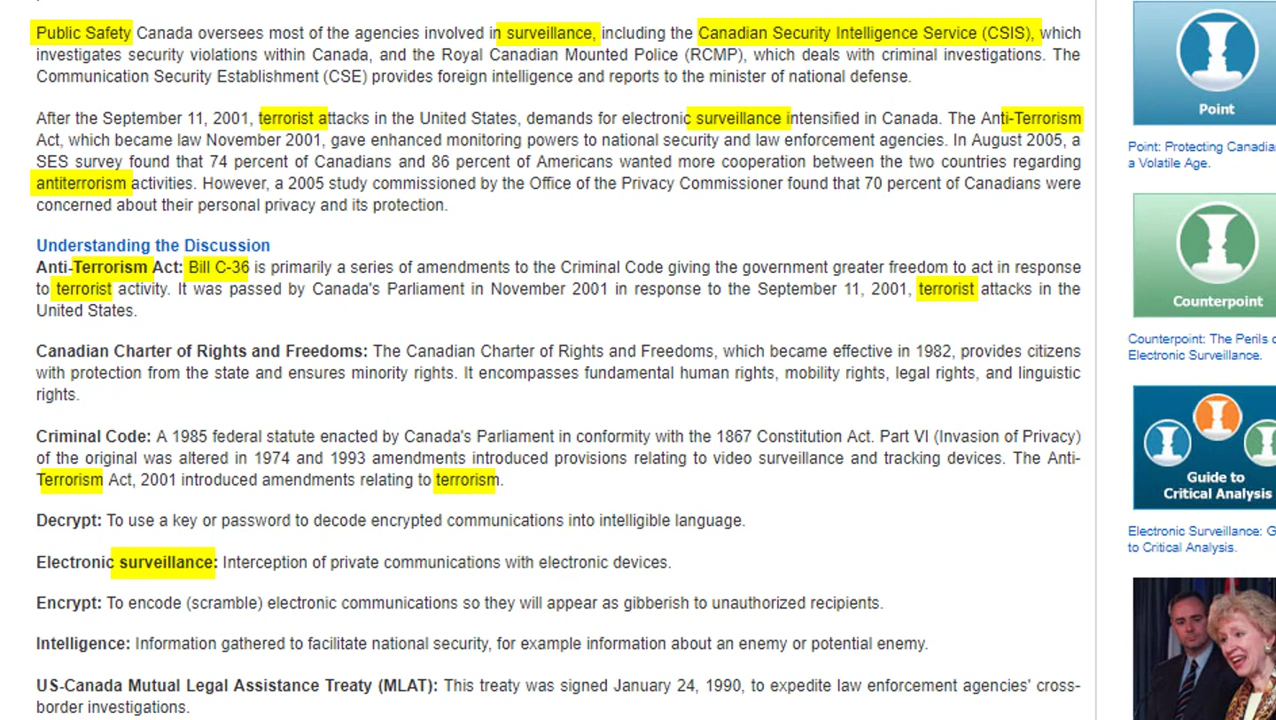 Public Safety Canada oversees most of the agencies involved in surveillance, including the Canadian Security Intelligence Service (CSIS), which
investigates security violations within Canada, and the Royal Canadian Mounted Police (RCMP), which deals with criminal investigations. The
Communication Security Establishment (CSE) provides foreign intelligence and reports to the minister of national defense.
After the September 11, 2001, terrorist attacks in the United States, demands for electronic surveillance intensified in Canada. The Anti-Terrorism
Act, which became law November 2001, gave enhanced monitoring powers to national security and law enforcement agencies. In August 2005, a
SES survey found that 74 percent of Canadians and 86 percent of Americans wanted more cooperation between the two countries regarding
antiterrorism activities. However, a 2005 study commissioned by the Office of the Privacy Commissioner found that 70 percent of Canadians were
concerned about their personal privacy and its protection.
Understanding the Discussion
Anti-Terrorism Act: Bill C-36 is primarily a series of amendments to the Criminal Code giving the government greater freedom to act in response
to terrorist activity. It was passed by Canada's Parliament in November 2001 in response to the September 11, 2001, terrorist attacks in the
United States.
Canadian Charter of Rights and Freedoms: The Canadian Charter of Rights and Freedoms, which became effective in 1982, provides citizens
with protection from the state and ensures minority rights. It encompasses fundamental human rights, mobility rights, legal rights, and linguistic
rights.
Criminal Code: A 1985 federal statute enacted by Canada's Parliament in conformity with the 1867 Constitution Act. Part VI (Invasion of Privacy)
of the original was altered in 1974 and 1993 amendments introduced provisions relating to video surveillance and tracking devices. The Anti-
Terrorism Act, 2001 introduced amendments relating to terrorism.
Decrypt: To use a key or password to decode encrypted communications into intelligible language.
Electronic surveillance: Interception of private communications with electronic devices.
Encrypt: To encode (scramble) electronic communications so they will appear as gibberish to unauthorized recipients.
Intelligence: Information gathered to facilitate national security, for example information about an enemy or potential enemy.
US-Canada Mutual Legal Assistance Treaty (MLAT): This treaty was signed January 24, 1990, to expedite law enforcement agencies' cross-
border investigations.
Point
Point: Protecting Canadia
a Volatile Age.
Counterpoint
Counterpoint: The Perils
Electronic Surveillance.
Guide to
Critical Analysis
Electronic Surveillance: G
to Critical Analysis.